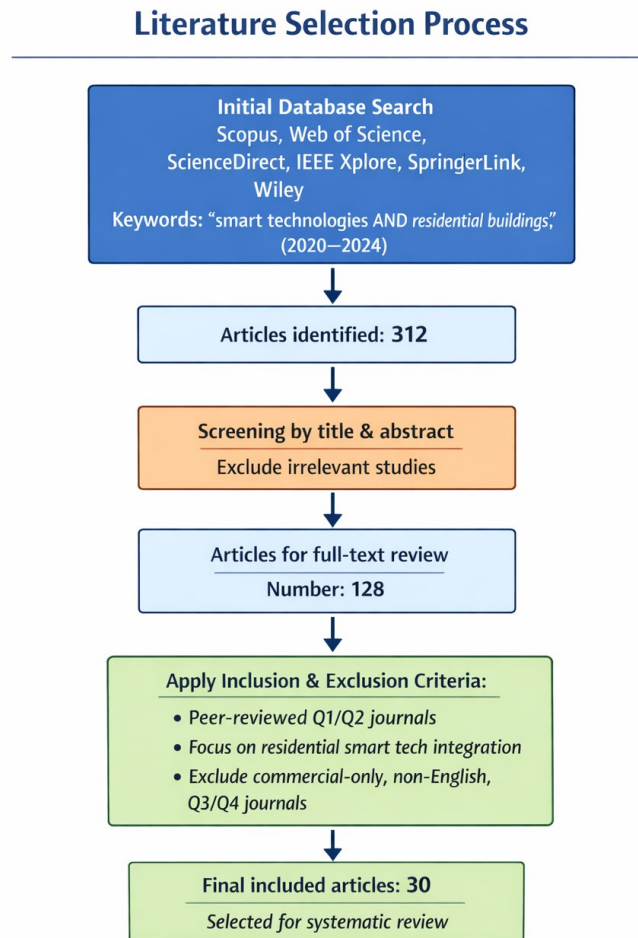 Literature Selection Process
Initial Database Search
Scopus, Web of Science,
ScienceDirect, IEEE Xplore, SpringerLink,
Wiley
Keywords: “smart technologies AND residential buildings,”
(2020—2024)
Articles identified: 312
Screening by title & abstract
Exclude irrelevant studies
Articles for full-text review
Number: 128
Apply Inclusion & Exclusion Criteria:
• Peer-reviewed Q1/Q2 journals
• Focus on residential smart tech integration
• Exclude commercial-only, non-English,
Q3/Q4 journals
Final included articles: 30
Selected for systematic review